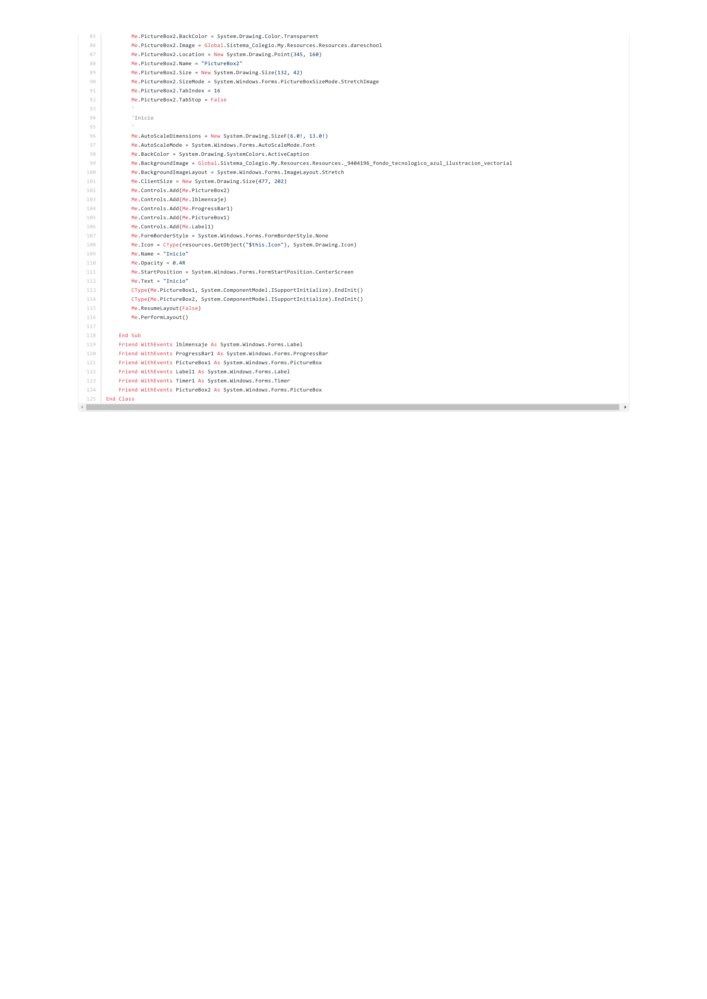 85 Me.PictureBox2.BackColor = System.Drawing.Color.Transparent
86 Me.PictureBox2.Image = Global.Sistema_Colegio.My.Resources.Resources.dareschool
87 Me.PictureBox2.Location = New System.Drawing.Point(345, 160)
88 Me.PictureBox2.Name = "PictureBox2"
89 Me.PictureBox2.Size = New System.Drawing.Size(132, 42)
90 Me.PictureBox2.SizeMode = System.Windows.Forms.PictureBoxSizeMode.StretchImage
91 Me.PictureBox2.TabIndex = 16
92 Me.PictureBox2.TabStop = False
93 '
94 'Inicio
95 '
96 Me.AutoScaleDimensions = New System.Drawing.SizeF(6.0!, 13.0!)
97 Me.AutoScaleMode = System.Windows.Forms.AutoScaleMode.Font
98 Me.BackColor = System.Drawing.SystemColors.ActiveCaption
99 Me.BackgroundImage = Global.Sistema_Colegio.My.Resources.Resources._9404196_fondo_tecnologico_azul_ilustracion_vectorial
100 Me.BackgroundImageLayout = System.Windows.Forms.ImageLayout.Stretch
101 Me.ClientSize = New System.Drawing.Size(477, 202)
102 Me.Controls.Add(Me.PictureBox2)
103 Me.Controls.Add(Me.lblmensaje)
104 Me.Controls.Add(Me.ProgressBar1)
105 Me.Controls.Add(Me.PictureBox1)
106 Me.Controls.Add(Me.Label1)
107 Me.FormBorderStyle = System.Windows.Forms.FormBorderStyle.None
108 Me.Icon = CType(resources.GetObject("$this.Icon"), System.Drawing.Icon)
109 Me.Name = "Inicio"
110 Me.Opacity = 0.4R
111 Me.StartPosition = System.Windows.Forms.FormStartPosition.CenterScreen
112 Me.Text = "Inicio"
113 CType(Me.PictureBox1, System.ComponentModel.ISupportInitialize).EndInit()
114 CType(Me.PictureBox2, System.ComponentModel.ISupportInitialize).EndInit()
115 Me.ResumeLayout(False)
116 Me.PerformLayout()
117
118 End Sub
119 Friend WithEvents lblmensaje As System.Windows.Forms.Label
120 Friend WithEvents ProgressBar1 As System.Windows.Forms.ProgressBar
121 Friend WithEvents PictureBox1 As System.Windows.Forms.PictureBox
122 Friend WithEvents Label1 As System.Windows.Forms.Label
123 Friend WithEvents Timer1 As System.Windows.Forms.Timer
124 Friend WithEvents PictureBox2 As System.Windows.Forms.PictureBox
125 End Class